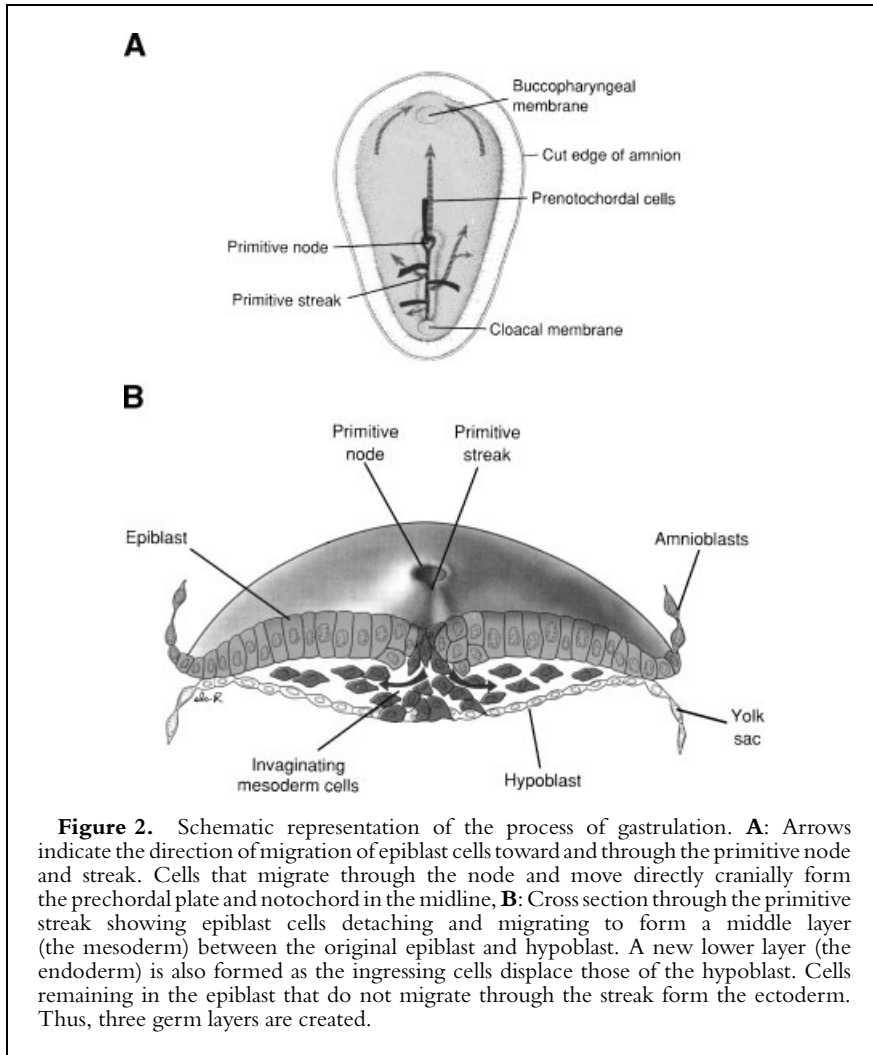 A
Buccopharyngeal
membrane
Cut edge of amnion
Prenotochordal cells
Primitive node
Primitive streak
Cloacal membrane
B
Primitive
node
Primitive
streak
Epiblast
Amnioblasts
Yolk
sac
Invaginating
mesoderm cells
Hypoblast
Figure 2. Schematic representation of the process of gastrulation. A: Arrows
indicate the direction of migration of epiblast cells toward and through the primitive node
and streak. Cells that migrate through the node and move directly cranially form
the prechordal plate and notochord in the midline, B: Cross section through the primitive
streak showing epiblast cells detaching and migrating to form a middle layer
(the mesoderm) between the original epiblast and hypoblast. A new lower layer (the
endoderm) is also formed as the ingressing cells displace those of the hypoblast. Cells
remaining in the epiblast that do not migrate through the streak form the ectoderm.
Thus, three germ layers are created.